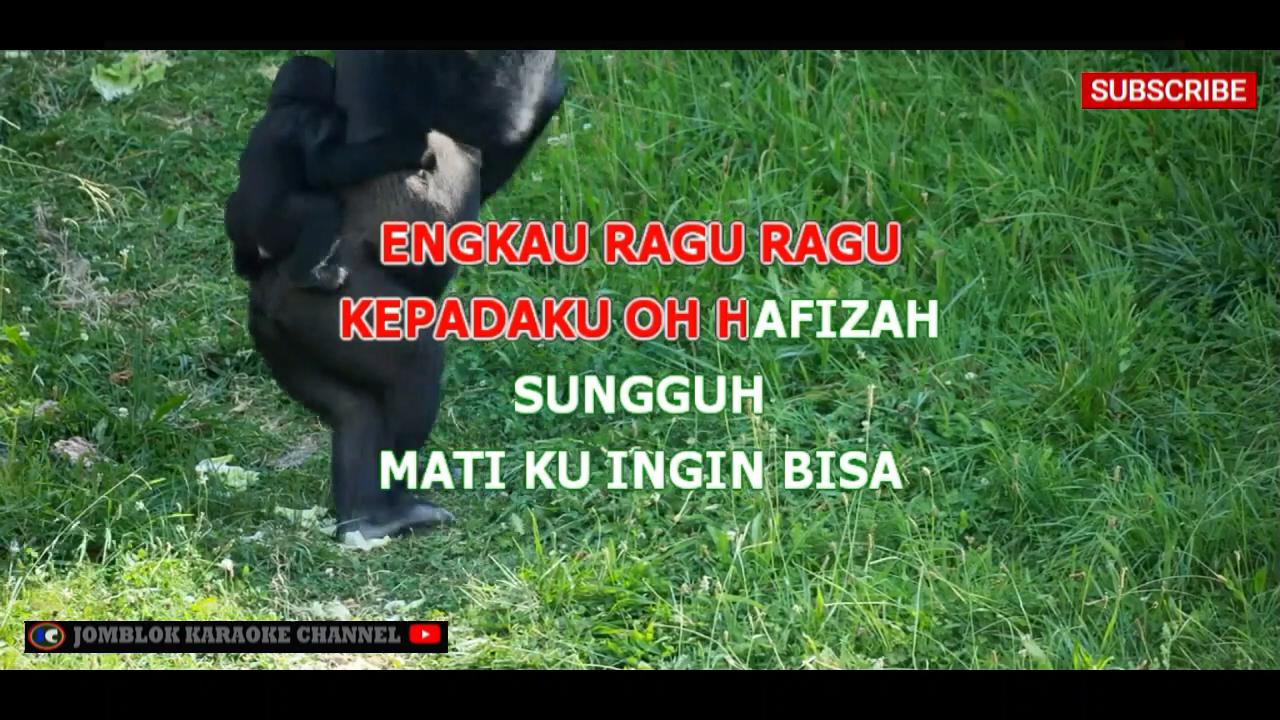 SUBSCRIBE
ENGKAU RAGU RAGU
KEPADAKU OH HAFIZAH
SUNGGUH
MATI KU INGIN BISA
JOMBLOK KARAOKE CHANNEL